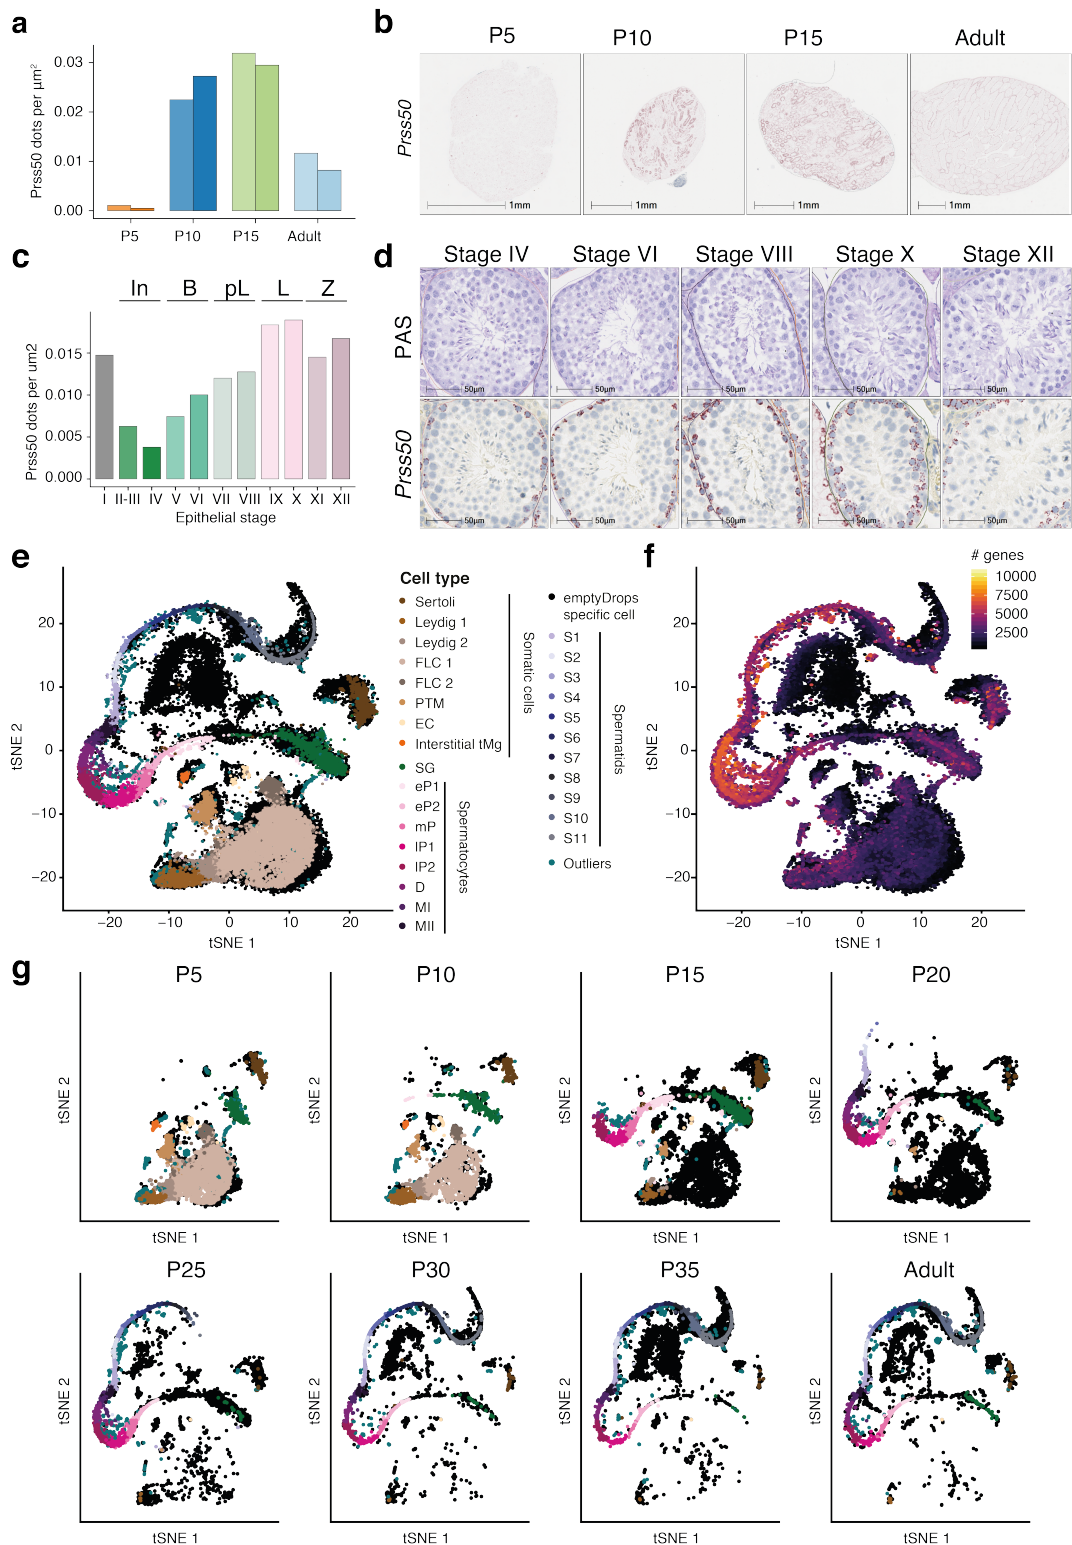 a
Prss50 dots per µm²
0.03
0.02
0.01
0.00
P5
P10
P15
Adult
b
P5
P10
P15
Adult
Prss50
1mm
1mm
1mm
1mm
c
In
B
pL
L
Z
Prss50 dots per um2
0.015
0.010
0.005
0.000
I
II-III
IV
V
VI
VII
VIII
IX
X
XI
XII
Epithelial stage
d
Stage IV
Stage VI
Stage VIII
Stage X
Stage XII
PAS
50µm
50µm
50µm
50µm
50µm
Prss50
50µm
50µm
50µm
50µm
50µm
e
tSNE 2
20
10
0
−10
−20
−20
−10
0
10
20
tSNE 1
Cell type
Sertoli
Leydig 1
Leydig 2
FLC 1
FLC 2
PTM
EC
Interstitial tMg
Somatic cells
SG
eP1
eP2
mP
lP1
lP2
D
MI
MII
Spermatocytes
emptyDrops
specific cell
S1
S2
S3
S4
S5
S6
S7
S8
S9
S10
S11
Spermatids
Outliers
f
# genes
10000
7500
5000
2500
tSNE 2
20
10
0
−10
−20
−20
−10
0
10
20
tSNE 1
g
P5
tSNE 2
tSNE 1
P10
tSNE 2
tSNE 1
P15
tSNE 2
tSNE 1
P20
tSNE 2
tSNE 1
P25
tSNE 2
tSNE 1
P30
tSNE 2
tSNE 1
P35
tSNE 2
tSNE 1
Adult
tSNE 2
tSNE 1